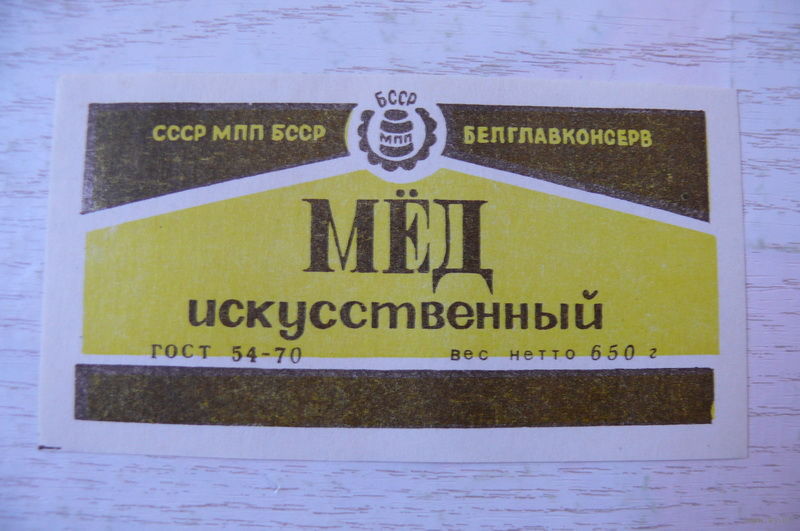 БССР
МПП
СССР МПП БССР БЕЛГЛАВКОНСЕРВ
МЁД
искусственный
ГОСТ 54-70 вес нетто 650 г